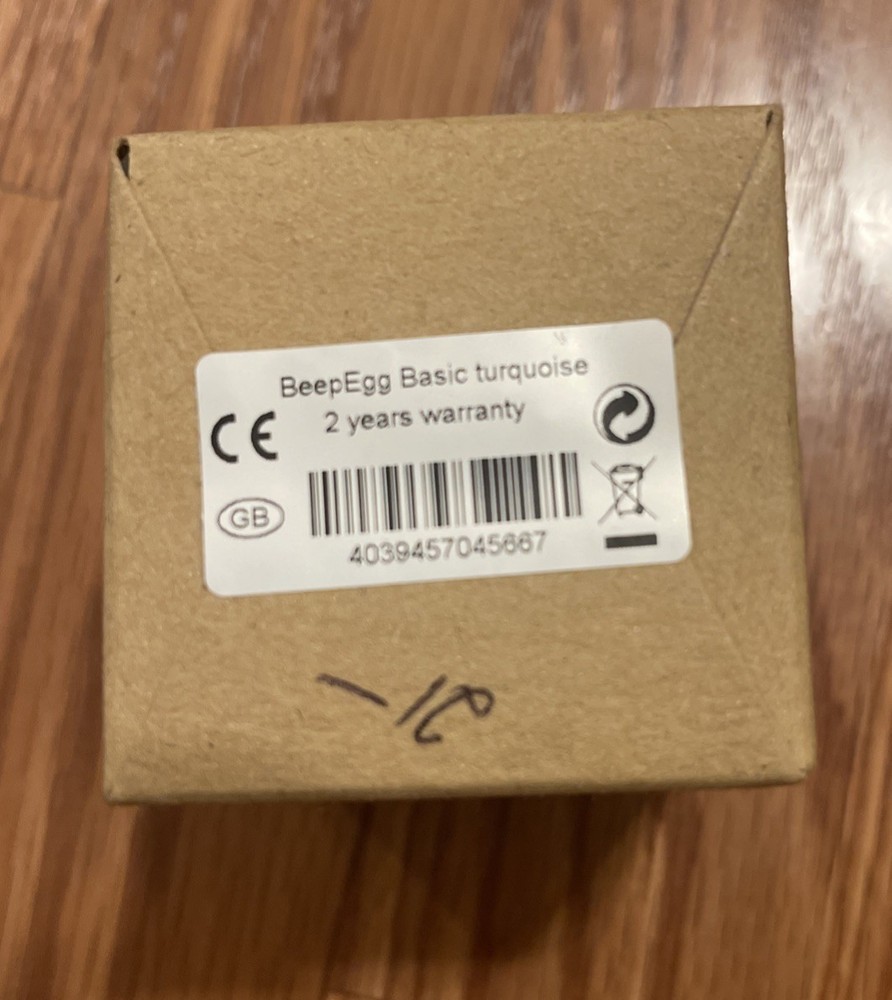 BeepEgg Basic turquoise
2 years warranty
CE
GB
4039457045667